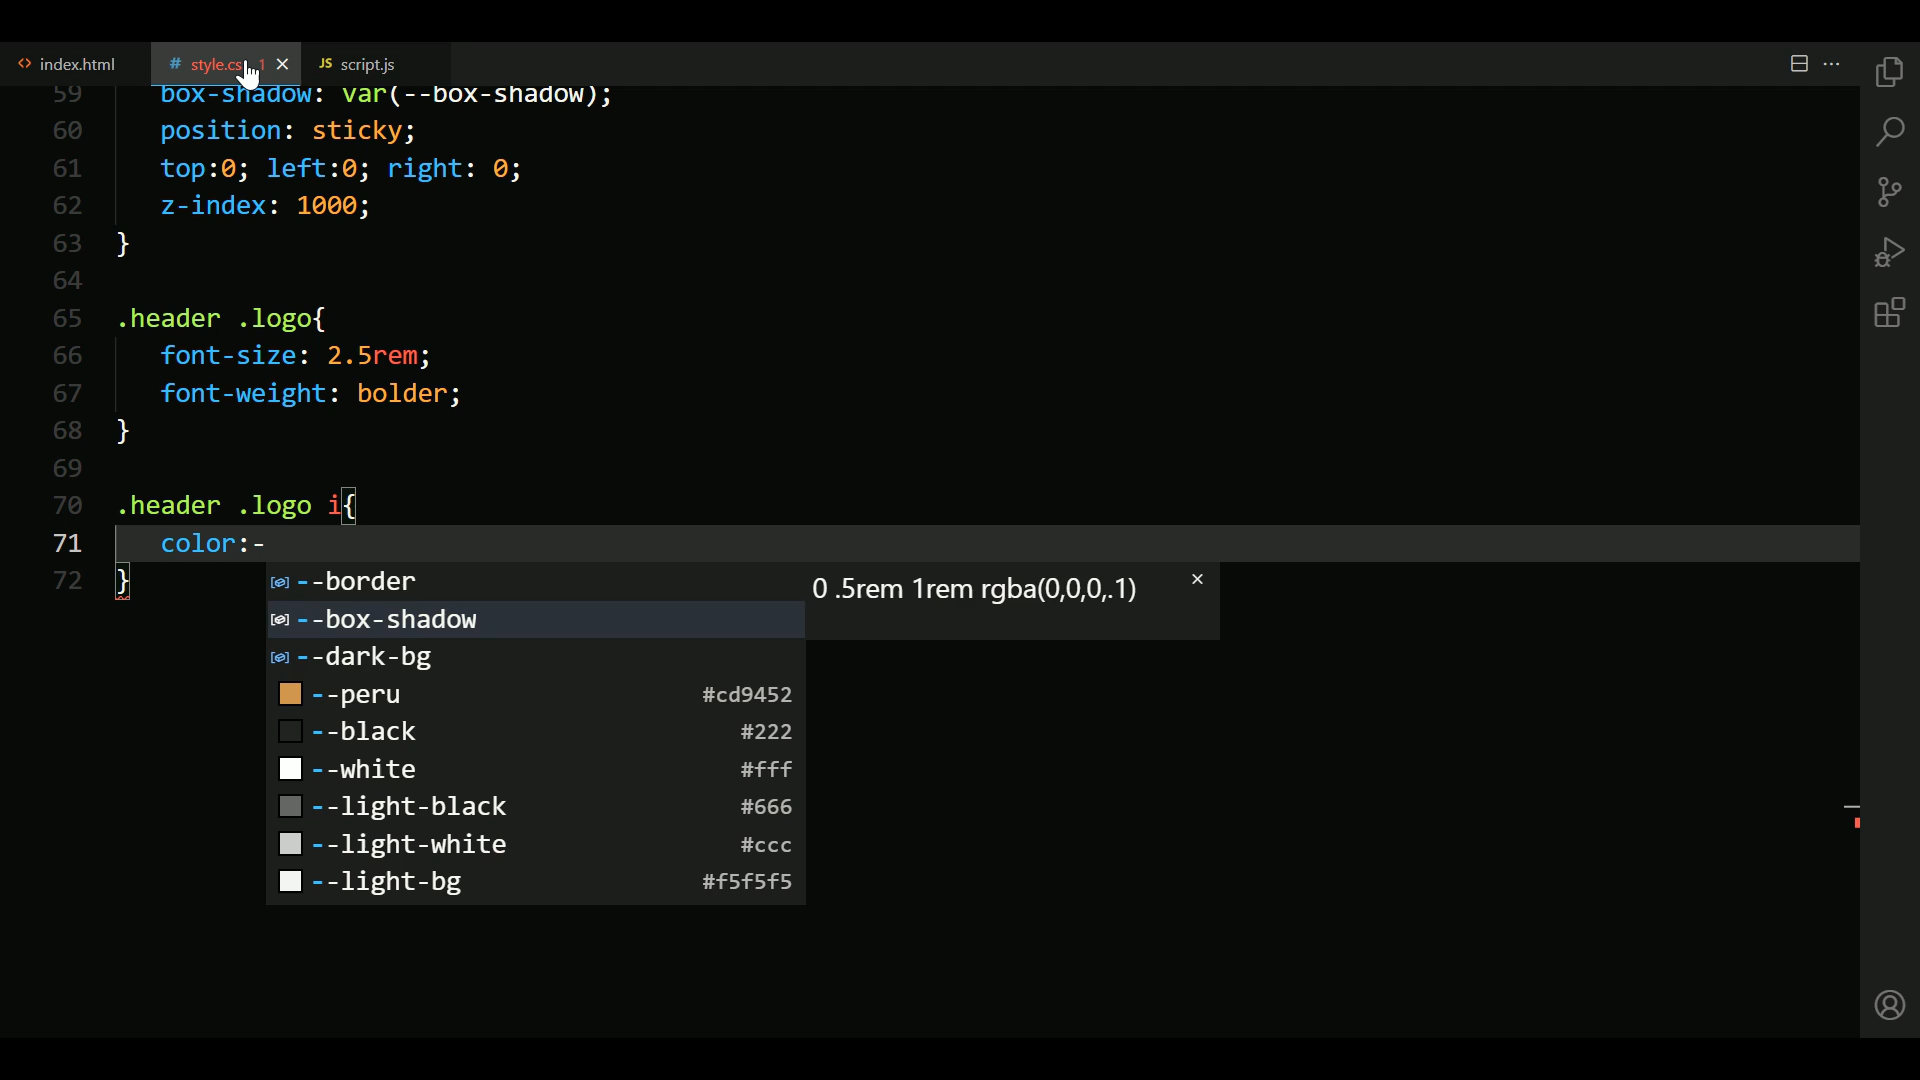 <> index.html
# style.cs 1 ×
JS script.js
59 box-shadow: var(--box-shadow);
60 position: sticky;
61 top:0; left:0; right: 0;
62 z-index: 1000;
63 }
64
65 .header .logo{
66 font-size: 2.5rem;
67 font-weight: bolder;
68 }
69
70 .header .logo i{
71 color:-
72 }
--border
--box-shadow
0 .5rem 1rem rgba(0,0,0,.1) ×
--dark-bg
--peru #cd9452
--black #222
--white #fff
--light-black #666
--light-white #ccc
--light-bg #f5f5f5